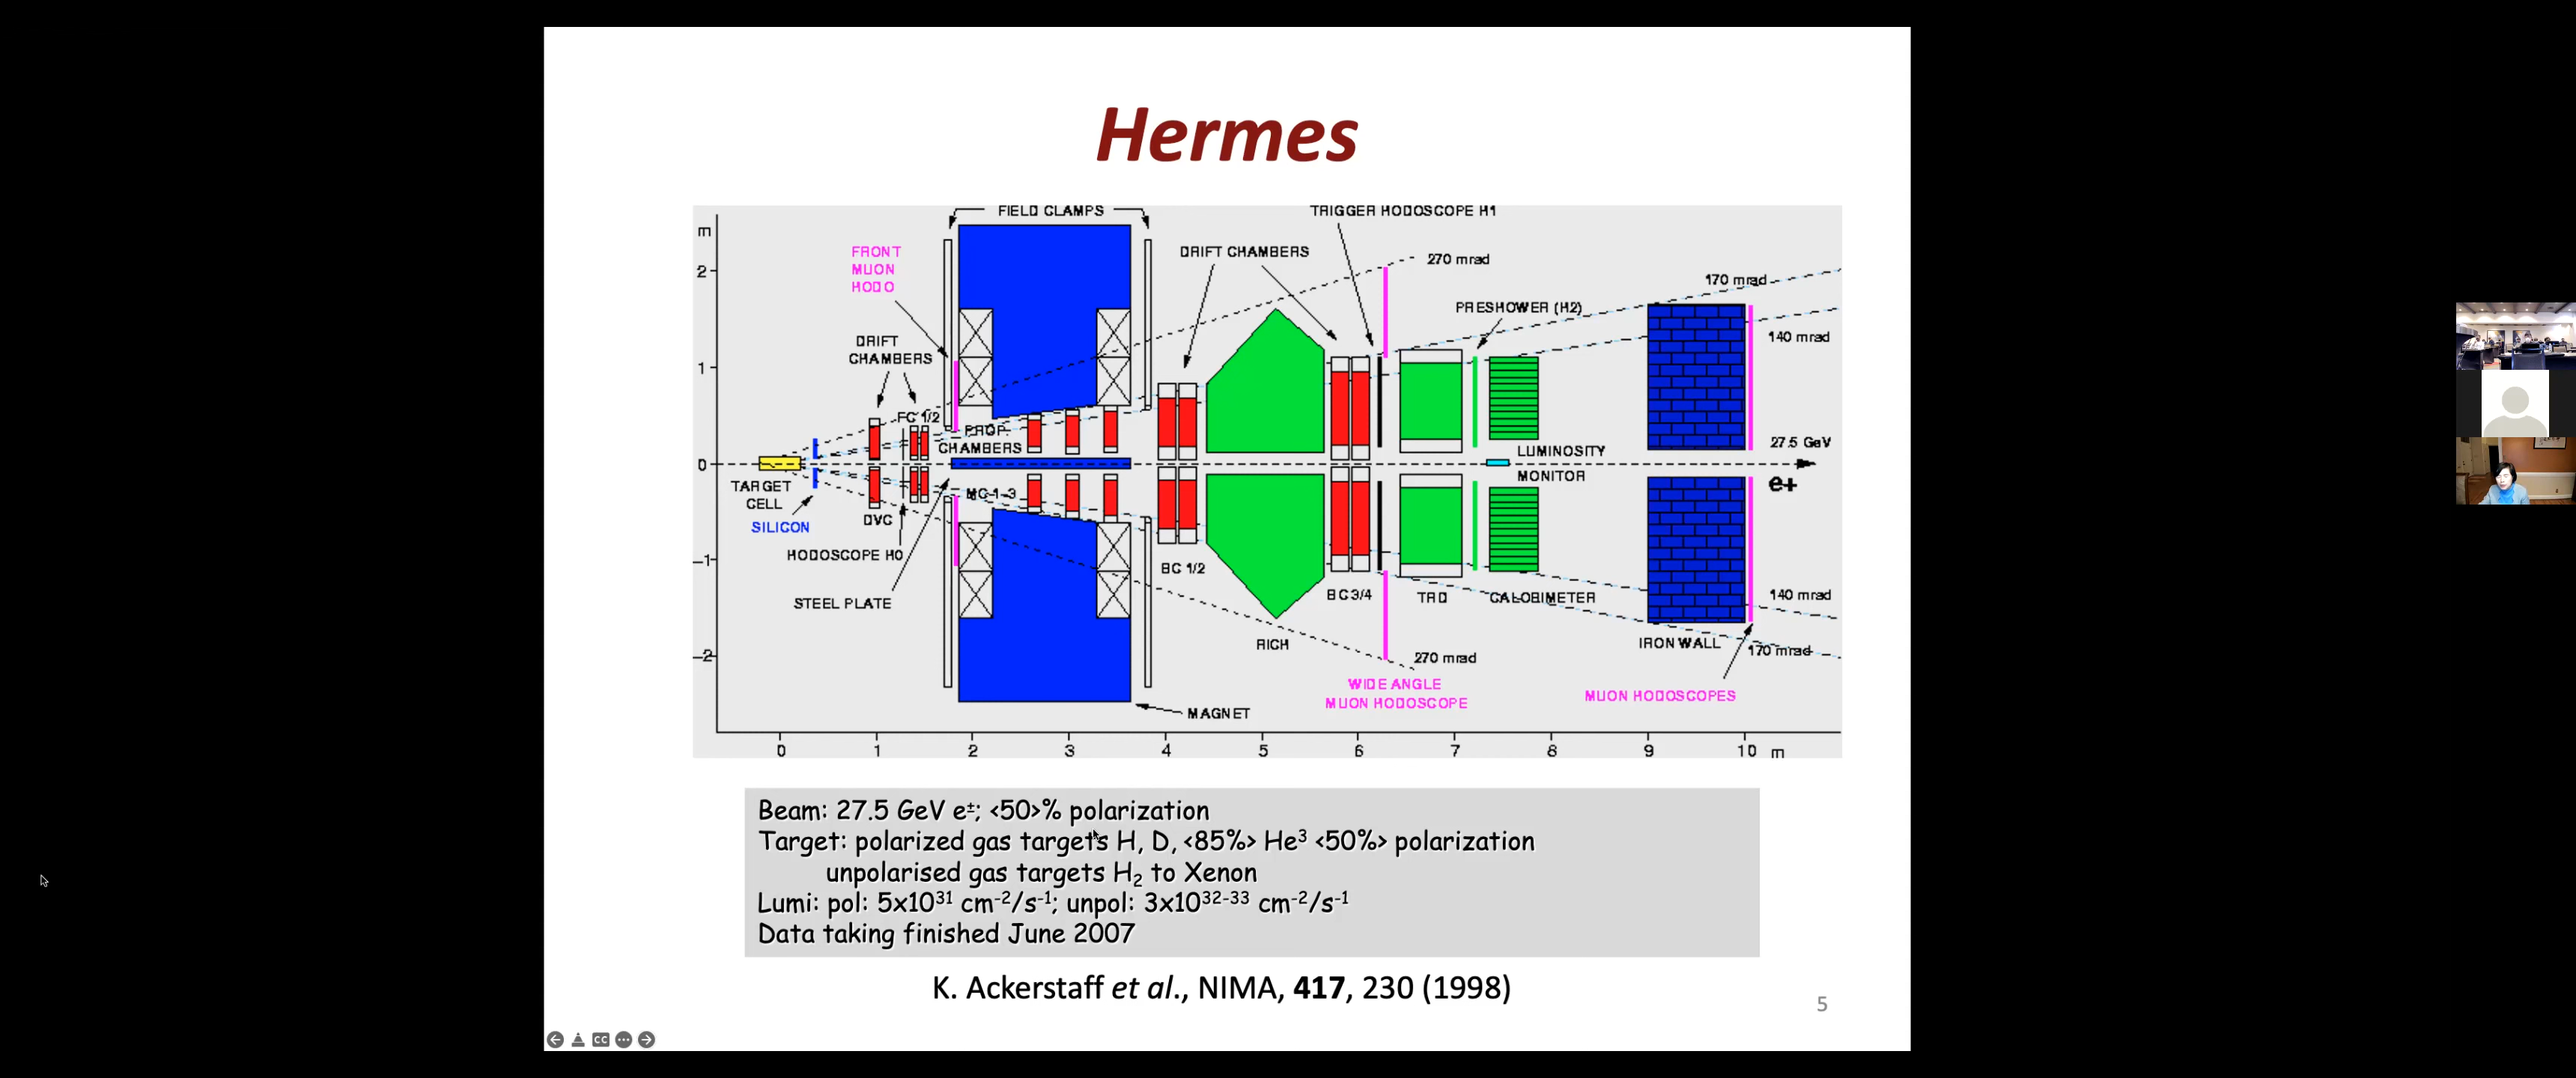 Hermes
FIELD CLAMPS
TRIGGER HODOSCOPE H1
m
FRONT
MUON
HODO
DRIFT CHAMBERS
270 mrad
2
170 mrad
PRESHOWER (H2)
140 mrad
DRIFT
CHAMBERS
1
FC 1/2
PROP.
CHAMBERS
LUMINOSITY
27.5 GeV
0
MONITOR
e+
TARGET
CELL
MC 1-3
SILICON
DVC
HODOSCOPE H0
-1
BC 1/2
BC 3/4
TRD
CALORIMETER
140 mrad
STEEL PLATE
RICH
IRON WALL
170 mrad
-2
270 mrad
WIDE ANGLE
MUON HODOSCOPE
MUON HODOSCOPES
MAGNET
0 1 2 3 4 5 6 7 8 9 10 m
Beam: 27.5 GeV e±; <50>% polarization
Target: polarized gas targets H, D, <85%> He³ <50%> polarization
unpolarised gas targets H₂ to Xenon
Lumi: pol: 5x10³¹ cm⁻²/s⁻¹; unpol: 3x10³²⁻³³ cm⁻²/s⁻¹
Data taking finished June 2007
K. Ackerstaff et al., NIMA, 417, 230 (1998)
5
CC